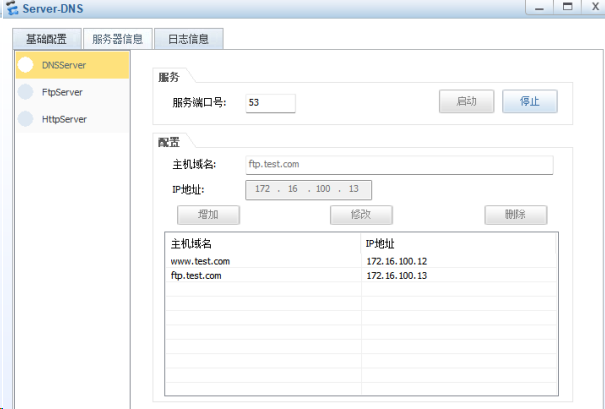 Server-DNS
基础配置 服务器信息 日志信息
DNSServer
FtpServer
HttpServer
服务
服务端口号: 53 启动 停止
配置
主机域名: ftp.test.com
IP地址: 172 . 16 . 100 . 13
增加 修改 删除
主机域名 IP地址
www.test.com 172.16.100.12
ftp.test.com 172.16.100.13